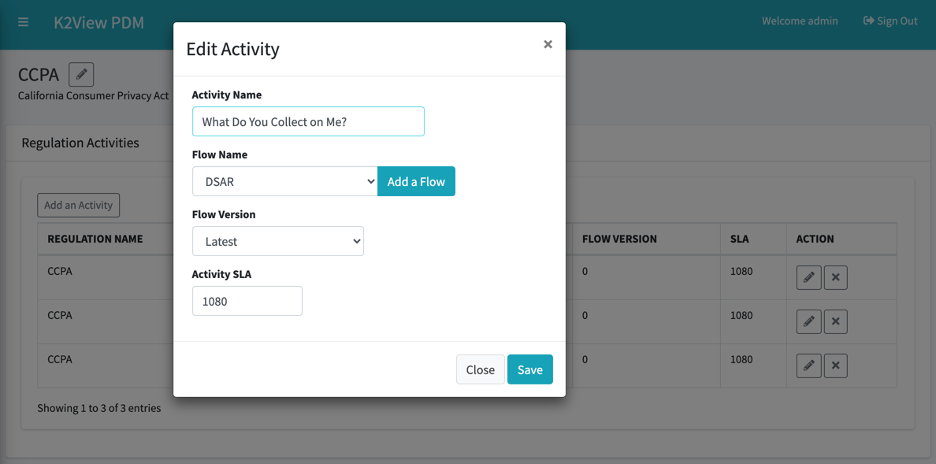 K2View PDM
Welcome admin
Sign Out
Edit Activity
CCPA
California Consumer Privacy Act
Activity Name
What Do You Collect on Me?
Regulation Activities
Flow Name
DSAR
Add a Flow
Add an Activity
Flow Version
Latest
REGULATION NAME
FLOW VERSION
SLA
ACTION
Activity SLA
1080
CCPA 0 1080
CCPA 0 1080
CCPA 0 1080
Close
Save
Showing 1 to 3 of 3 entries